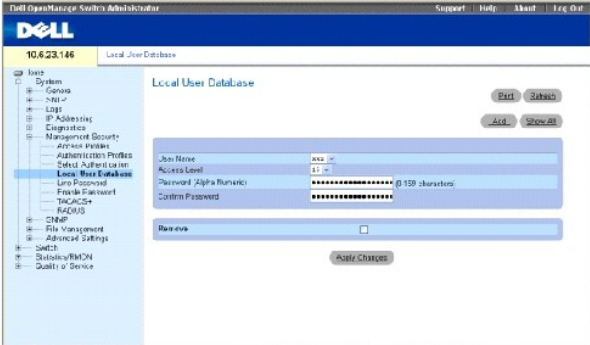 Dell OpenManage Switch Administrator
Support Help About Log Out
DELL
10.6.23.146
Local User Database
Home
System
General
SNTP
Logs
IP Addressing
Diagnostics
Management Security
Access Profiles
Authentication Profiles
Select Authentication
Local User Database
Line Password
Enable Password
TACACS+
RADIUS
SNMP
File Management
Advanced Settings
Switch
Statistics/RMON
Quality of Service
Local User Database
Print Refresh
Add Show All
User Name
Access Level 15
Password (Alpha Numeric) (0-159 characters)
Confirm Password
Remove
Apply Changes